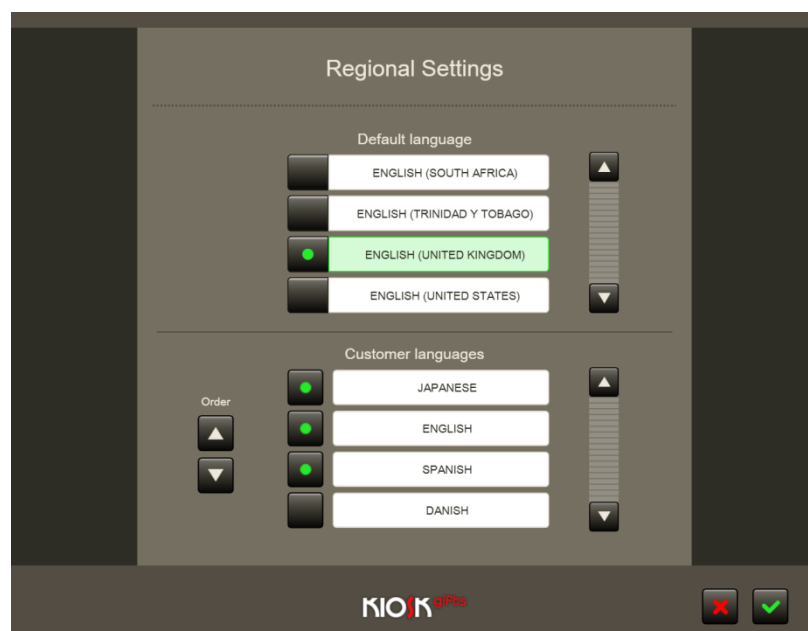 Regional Settings
Default language
ENGLISH (SOUTH AFRICA)
ENGLISH (TRINIDAD Y TOBAGO)
ENGLISH (UNITED KINGDOM)
ENGLISH (UNITED STATES)
Customer languages
Order
JAPANESE
ENGLISH
SPANISH
DANISH
KIOSK gifts